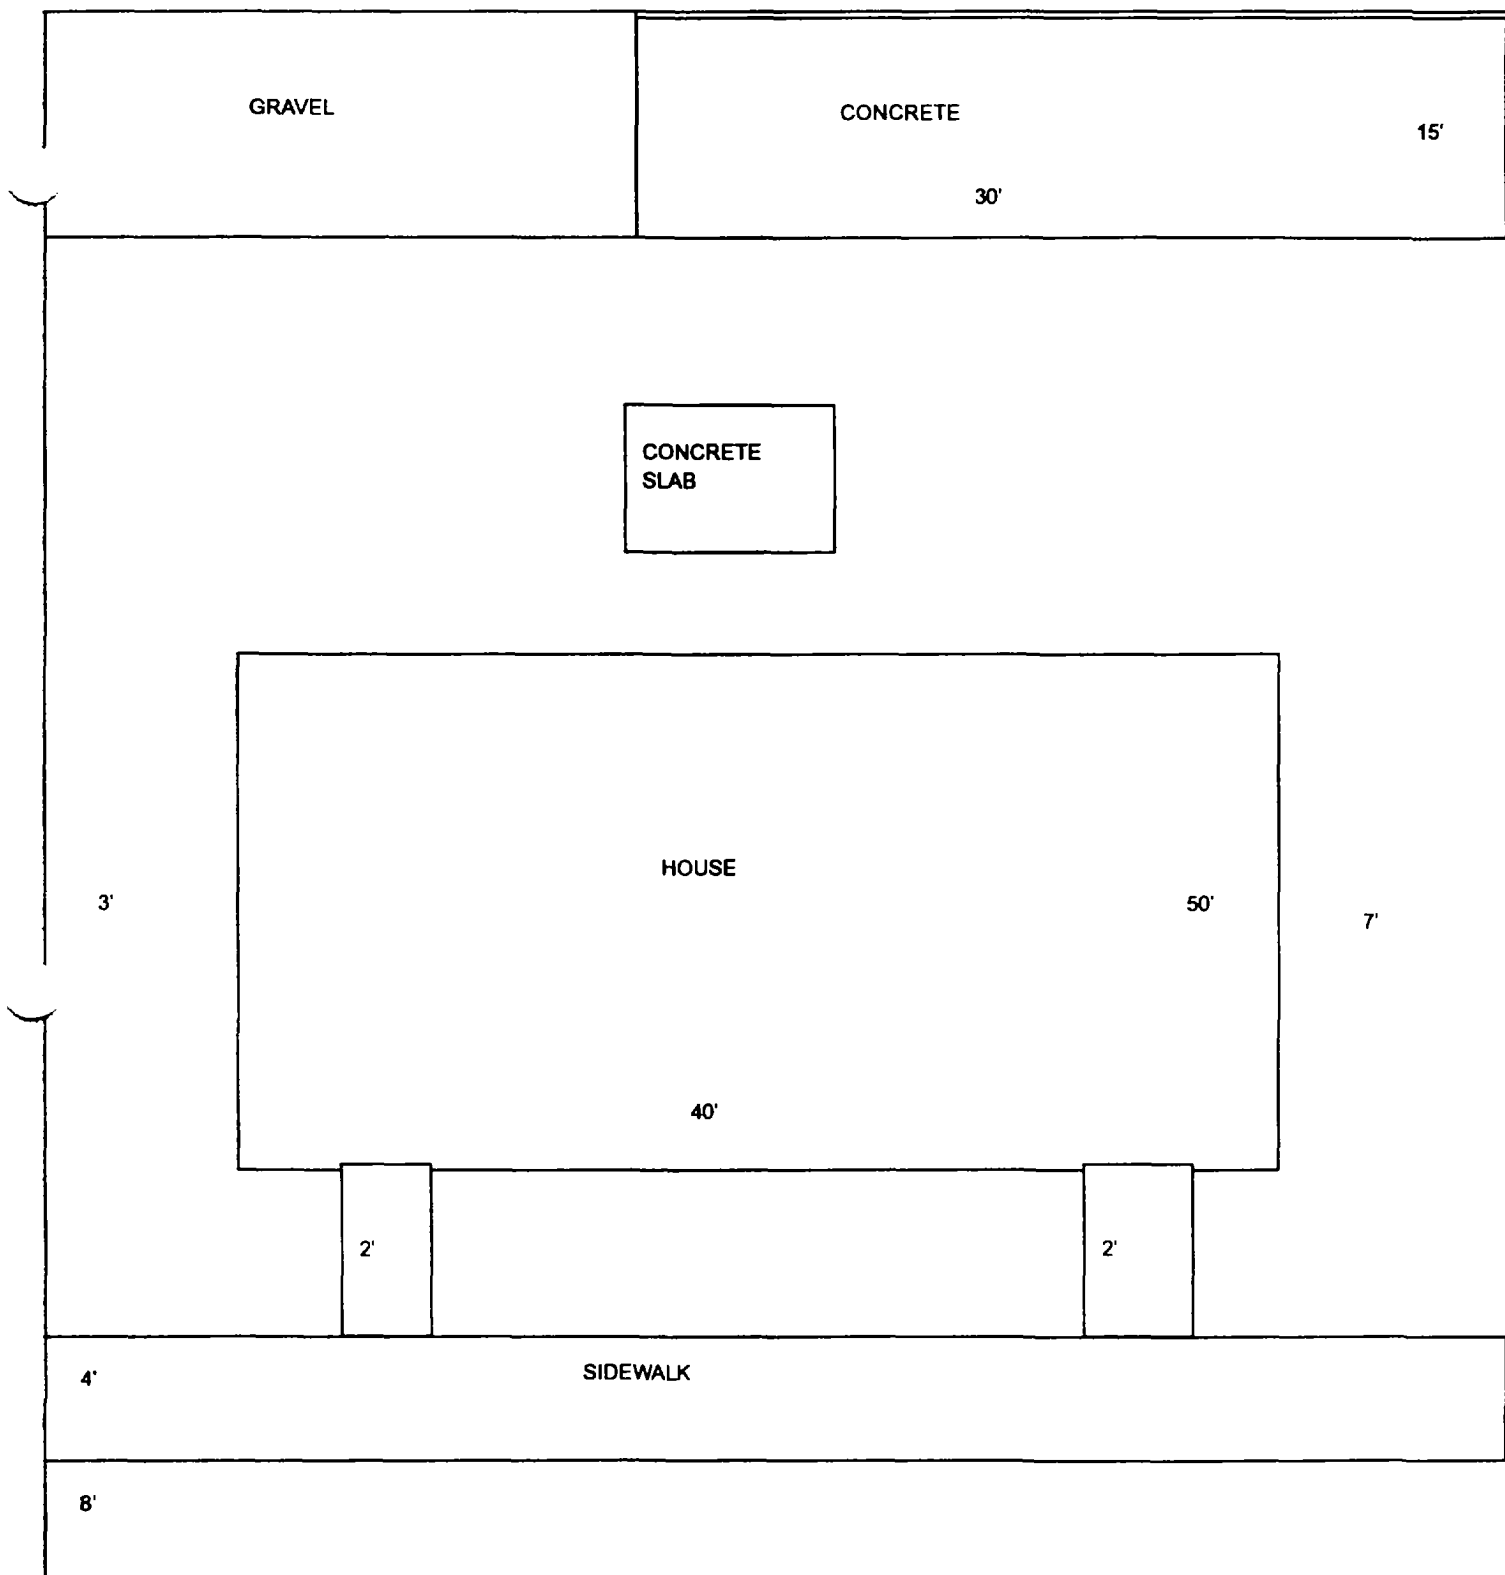 GRAVEL
CONCRETE
15'
30'
CONCRETE
SLAB
HOUSE
3'
50'
7'
40'
2'
2'
4'
SIDEWALK
8'